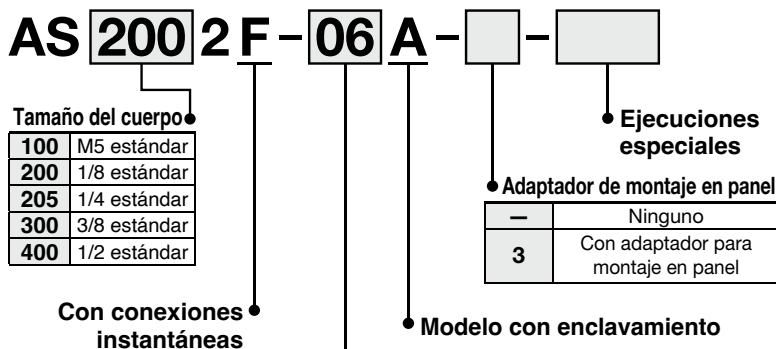 AS 200 2 F - 06 A - -
Tamaño del cuerpo
100 M5 estándar
200 1/8 estándar
205 1/4 estándar
300 3/8 estándar
400 1/2 estándar
Ejecuciones
especiales
Adaptador de montaje en panel
— Ninguno
3 Con adaptador para
montaje en panel
Con conexiones
instantáneas
Modelo con enclavamiento